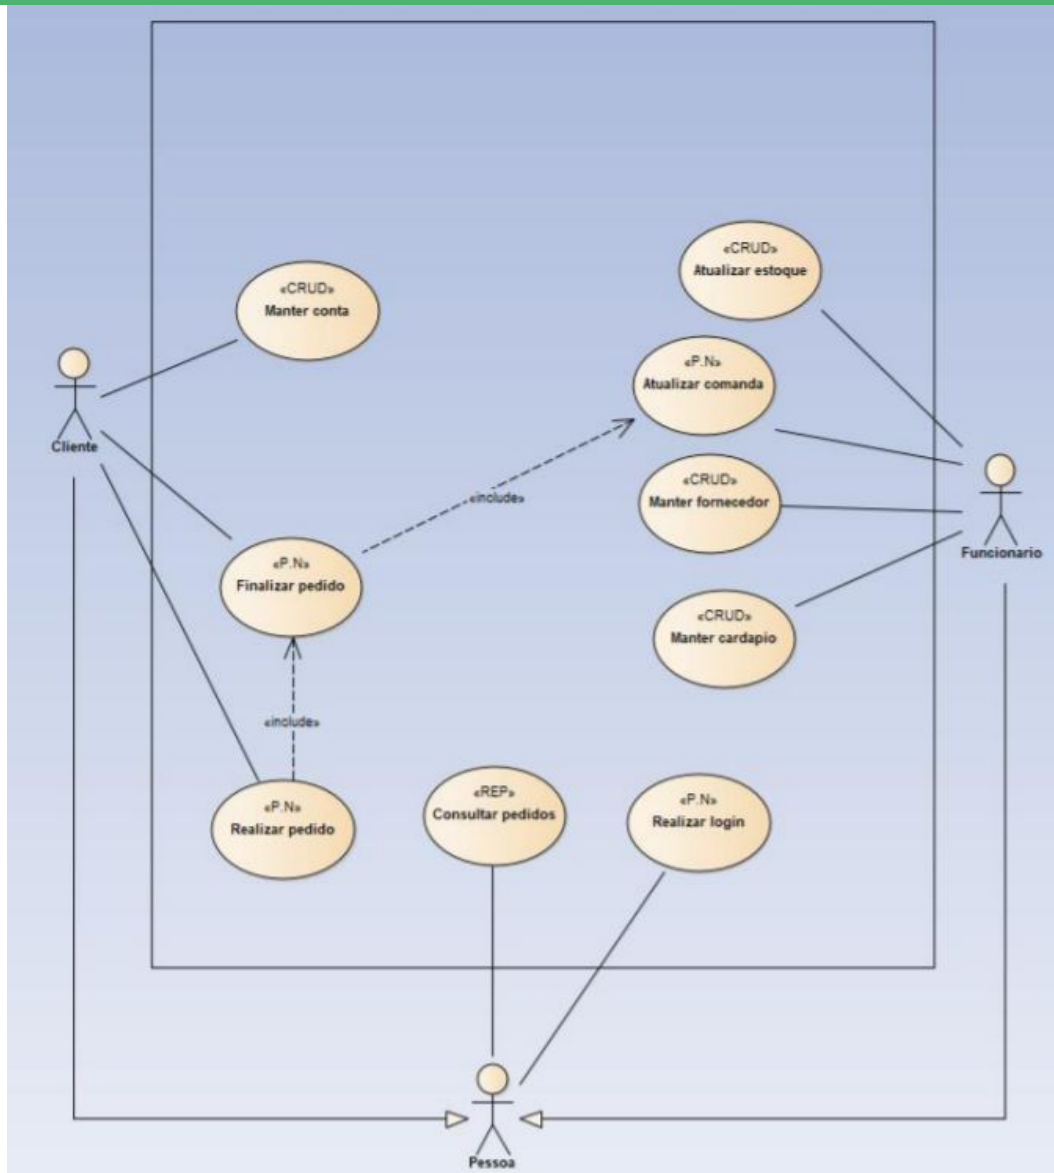 «CRUD»
Atualizar estoque
«CRUD»
Manter conta
«P.N»
Atualizar comanda
Cliente
«CRUD»
Manter fornecedor
«include»
Funcionario
«P.N»
Finalizar pedido
«CRUD»
Manter cardapio
«include»
«P.N»
Realizar pedido
«REP»
Consultar pedidos
«P.N»
Realizar login
Pessoa